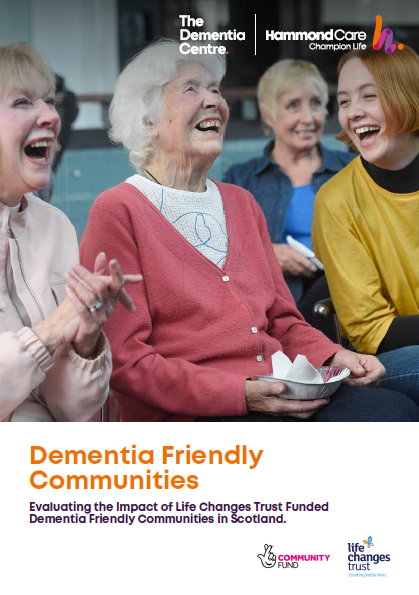 The
Dementia
Centre.
HammondCare
Champion Life
Dementia Friendly
Communities
Evaluating the Impact of Life Changes Trust Funded
Dementia Friendly Communities in Scotland.
COMMUNITY
FUND
life
changes
trust
Creating better lives.